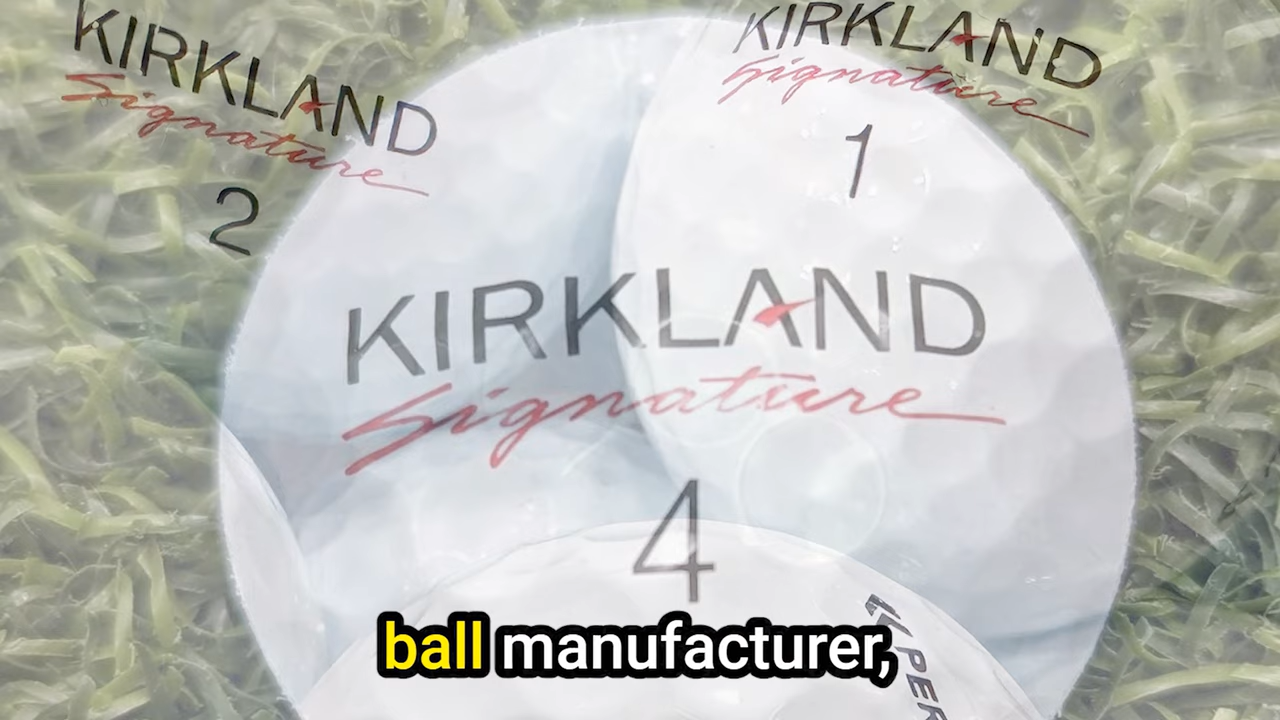 KIRKLAND
Signature
2
KIRKLAND
Signature
1
KIRKLAND
Signature
4
ball manufacturer,